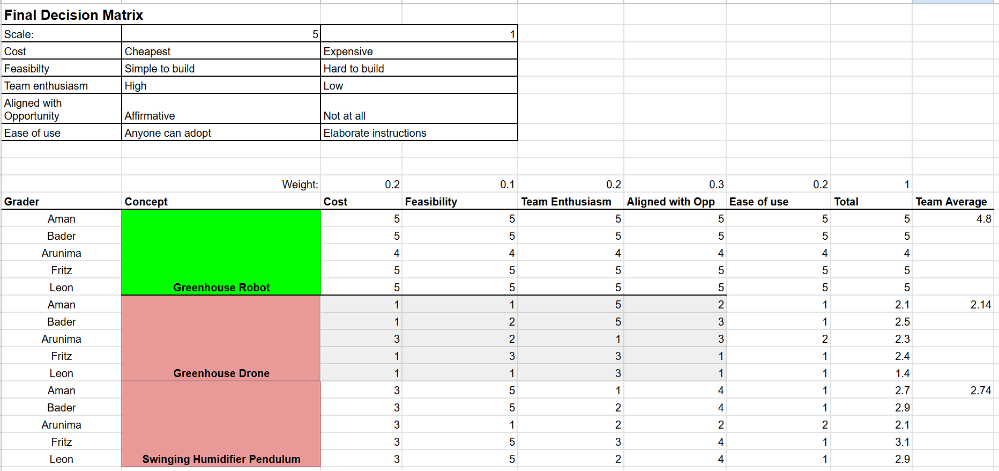 Final Decision Matrix
Scale: 5 1
Cost Cheapest Expensive
Feasibilty Simple to build Hard to build
Team enthusiasm High Low
Aligned with
Opportunity Affirmative Not at all
Ease of use Anyone can adopt Elaborate instructions
Weight: 0.2 0.1 0.2 0.3 0.2 1
Grader Concept Cost Feasibility Team Enthusiasm Aligned with Opp Ease of use Total Team Average
Aman 5 5 5 5 5 5 4.8
Bader 5 5 5 5 5 5
Arunima 4 4 4 4 4 4
Fritz 5 5 5 5 5 5
Leon Greenhouse Robot 5 5 5 5 5 5
Aman 1 1 5 2 1 2.1 2.14
Bader 1 2 5 3 1 2.5
Arunima 3 2 1 3 2 2.3
Fritz 1 3 3 1 1 2.4
Leon Greenhouse Drone 1 1 3 1 1 1.4
Aman 3 5 1 4 1 2.7 2.74
Bader 3 5 2 4 1 2.9
Arunima 3 1 2 2 2 2.1
Fritz 3 5 3 4 1 3.1
Leon Swinging Humidifier Pendulum 3 5 2 4 1 2.9